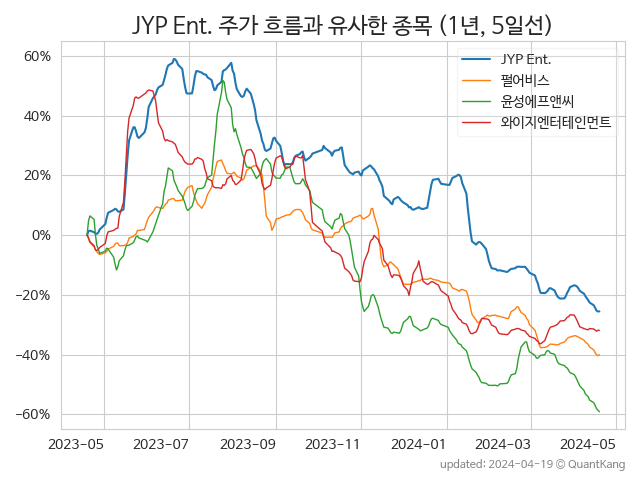 JYP Ent. 주가 흐름과 유사한 종목 (1년, 5일선)
JYP Ent.
펄어비스
윤성에프앤씨
와이지엔터테인먼트
60%
40%
20%
0%
−20%
−40%
−60%
2023-05 2023-07 2023-09 2023-11 2024-01 2024-03 2024-05
updated: 2024-04-19 © QuantKang